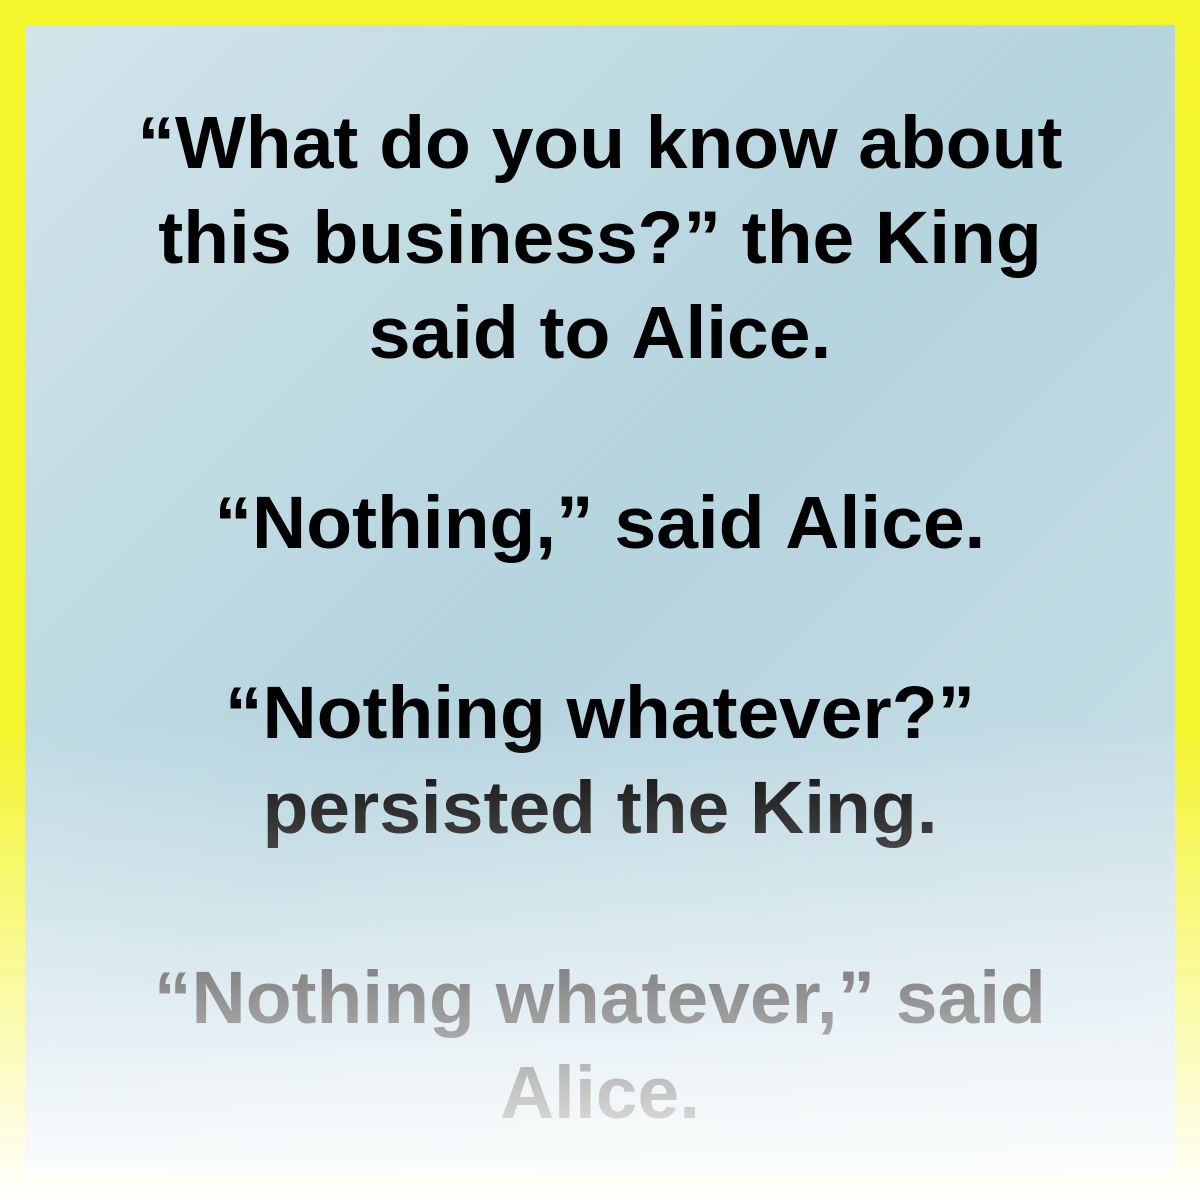 “What do you know about
this business?” the King
said to Alice.
“Nothing,” said Alice.
“Nothing whatever?”
persisted the King.
“Nothing whatever,” said
Alice.